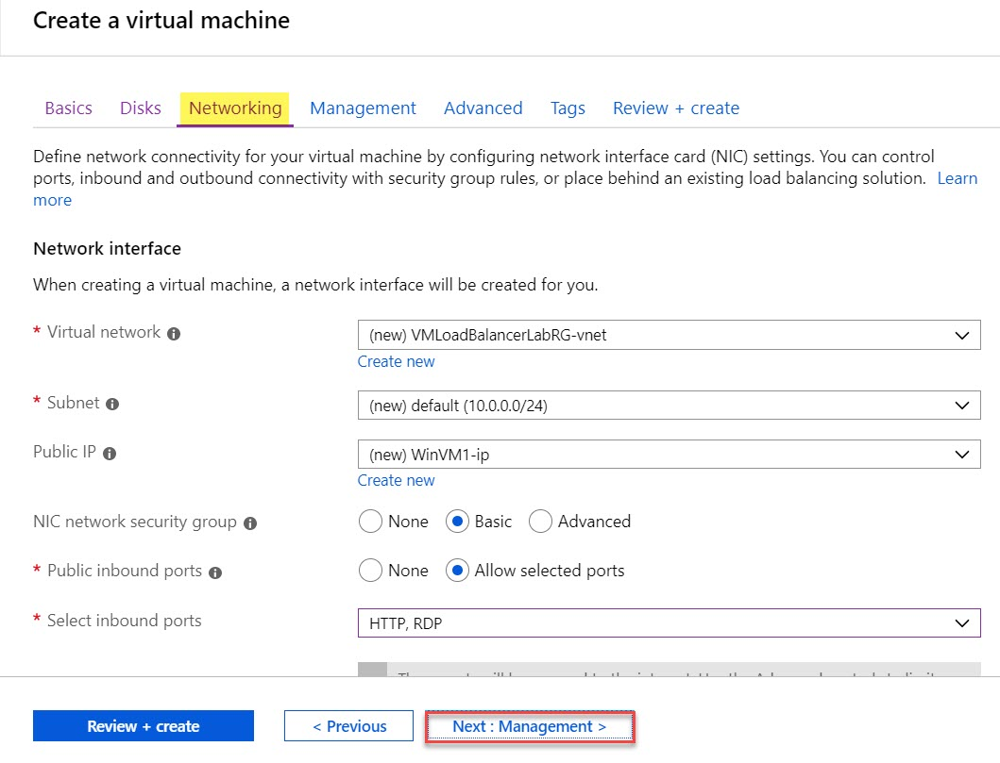 Create a virtual machine
Basics Disks Networking Management Advanced Tags Review + create
Define network connectivity for your virtual machine by configuring network interface card (NIC) settings. You can control
ports, inbound and outbound connectivity with security group rules, or place behind an existing load balancing solution. Learn
more
Network interface
When creating a virtual machine, a network interface will be created for you.
* Virtual network
(new) VMLoadBalancerLabRG-vnet
Create new
* Subnet
(new) default (10.0.0.0/24)
Public IP
(new) WinVM1-ip
Create new
NIC network security group
None Basic Advanced
* Public inbound ports
None Allow selected ports
* Select inbound ports
HTTP, RDP
Review + create < Previous Next : Management >